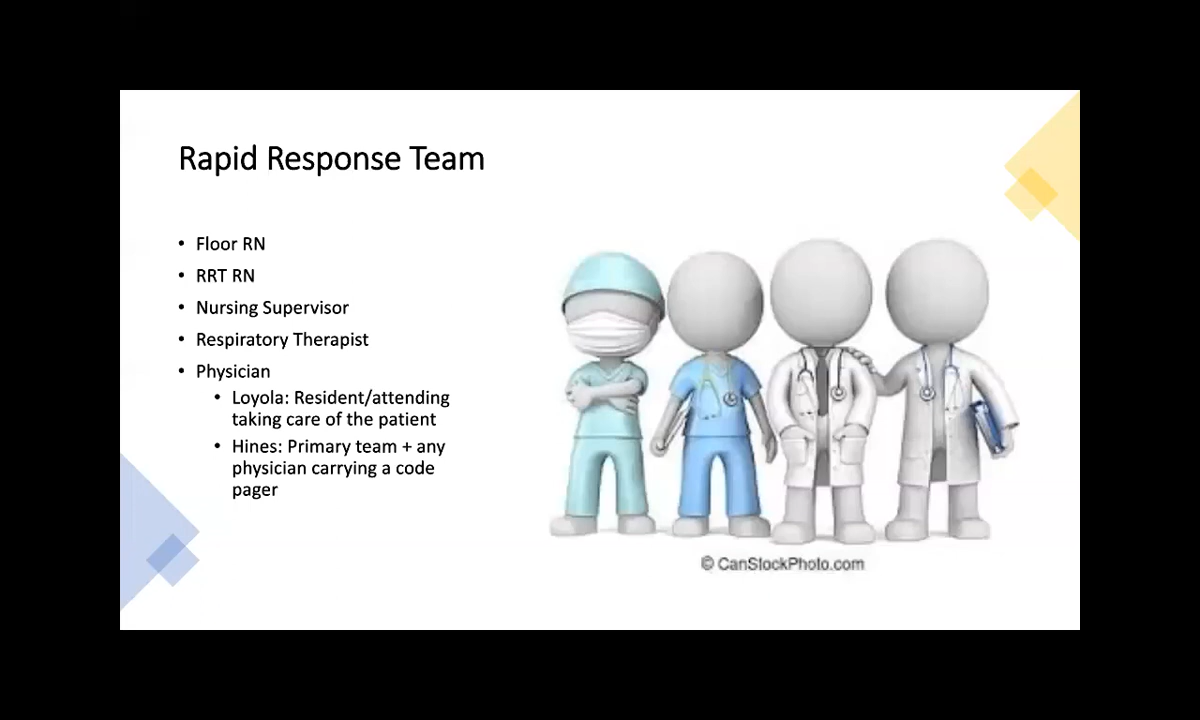 Rapid Response Team
• Floor RN
• RRT RN
• Nursing Supervisor
• Respiratory Therapist
• Physician
• Loyola: Resident/attending
taking care of the patient
• Hines: Primary team + any
physician carrying a code
pager
© CanStockPhoto.com